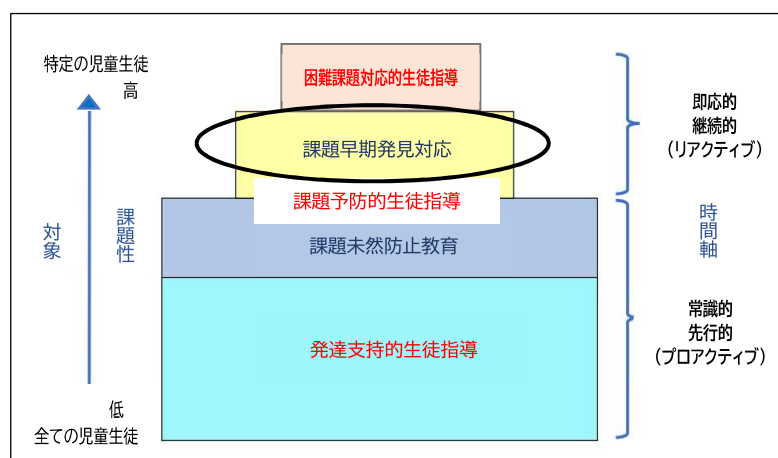 特定の児童生徒
高
困難課題対応的生徒指導
即応的
継続的
(リアクティブ)
課題早期発見対応
課題予防的生徒指導
対象
課題性
時間軸
課題未然防止教育
常識的
先行的
(プロアクティブ)
発達支持的生徒指導
低
全ての児童生徒